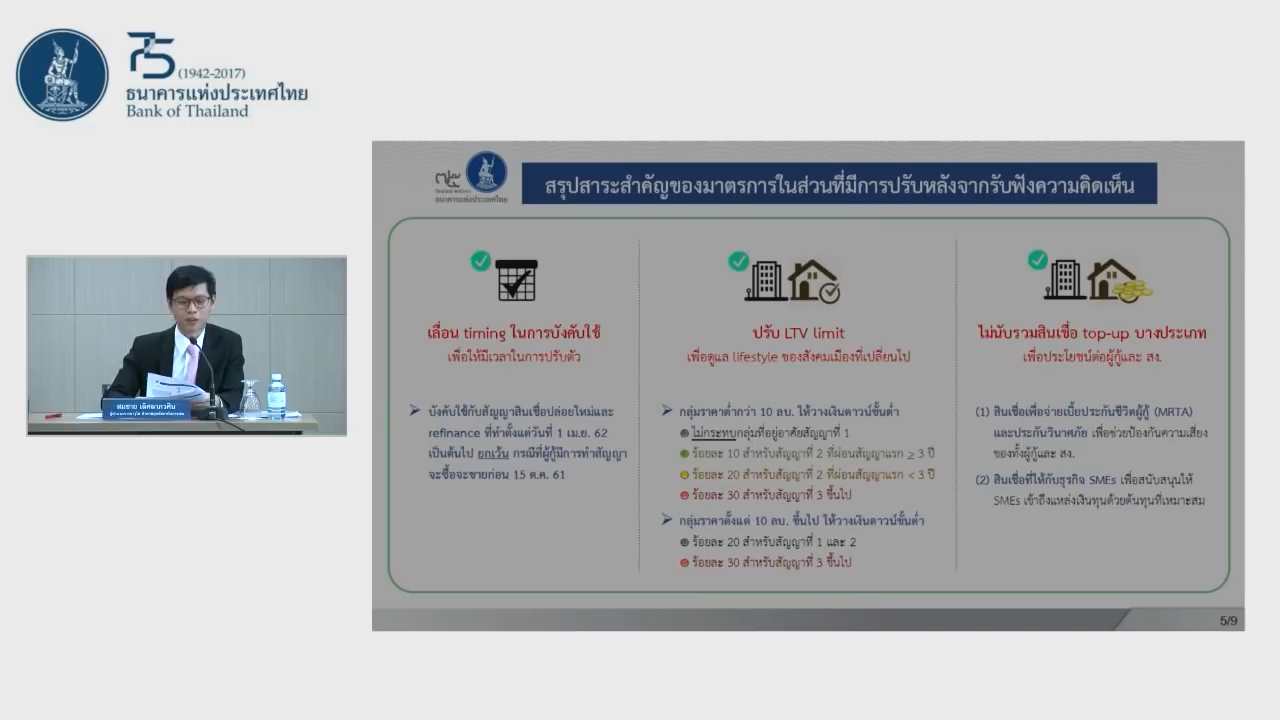 75 (1942-2017)
ธนาคารแห่งประเทศไทย
Bank of Thailand
๗๕
ธนาคารแห่งประเทศไทย
สรุปสาระสำคัญของมาตรการในส่วนที่มีการปรับหลังจากรับฟังความคิดเห็น
เลื่อน timing ในการบังคับใช้
เพื่อให้มีเวลาในการปรับตัว
➢ บังคับใช้กับสัญญาสินเชื่อปล่อยใหม่และ
refinance ที่ทำตั้งแต่วันที่ 1 เม.ย. 62
เป็นต้นไป ยกเว้น กรณีที่ผู้กู้มีการทำสัญญา
จะซื้อจะขายก่อน 15 ต.ค. 61
ปรับ LTV limit
เพื่อดูแล lifestyle ของสังคมเมืองที่เปลี่ยนไป
➢ กลุ่มราคาต่ำกว่า 10 ลบ. ให้วางเงินดาวน์ขั้นต่ำ
ไม่กระทบกลุ่มที่อยู่อาศัยสัญญาที่ 1
ร้อยละ 10 สำหรับสัญญาที่ 2 ที่ผ่อนสัญญาแรก ≥ 3 ปี
ร้อยละ 20 สำหรับสัญญาที่ 2 ที่ผ่อนสัญญาแรก < 3 ปี
ร้อยละ 30 สำหรับสัญญาที่ 3 ขึ้นไป
➢ กลุ่มราคาตั้งแต่ 10 ลบ. ขึ้นไป ให้วางเงินดาวน์ขั้นต่ำ
ร้อยละ 20 สำหรับสัญญาที่ 1 และ 2
ร้อยละ 30 สำหรับสัญญาที่ 3 ขึ้นไป
ไม่นับรวมสินเชื่อ top-up บางประเภท
เพื่อประโยชน์ต่อผู้กู้และ สง.
(1) สินเชื่อเพื่อจ่ายเบี้ยประกันชีวิตผู้กู้ (MRTA)
และประกันวินาศภัย เพื่อช่วยป้องกันความเสี่ยง
ของทั้งผู้กู้และ สง.
(2) สินเชื่อที่ให้กับธุรกิจ SMEs เพื่อสนับสนุนให้
SMEs เข้าถึงแหล่งเงินทุนด้วยต้นทุนที่เหมาะสม
5/9